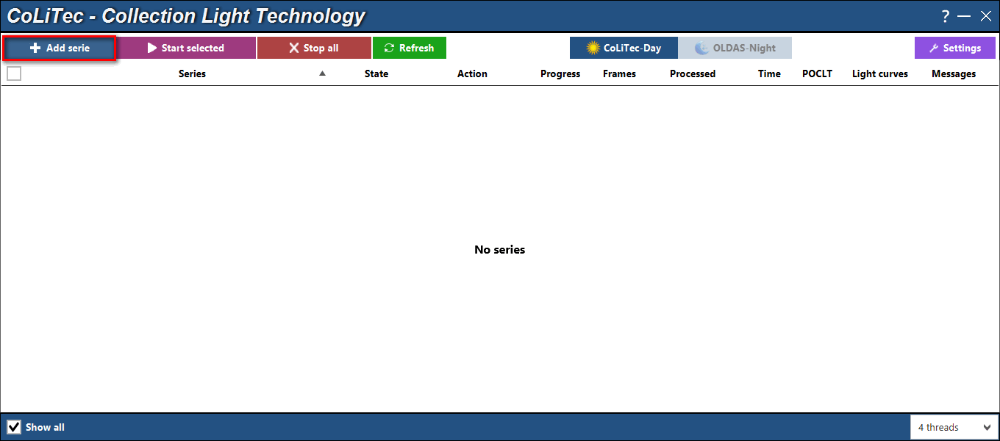 CoLiTec - Collection Light Technology ?
Add serie Start selected Stop all Refresh CoLiTec-Day OLDAS-Night Settings
Series State Action Progress Frames Processed Time POCLT Light curves Messages
No series
Show all 4 threads